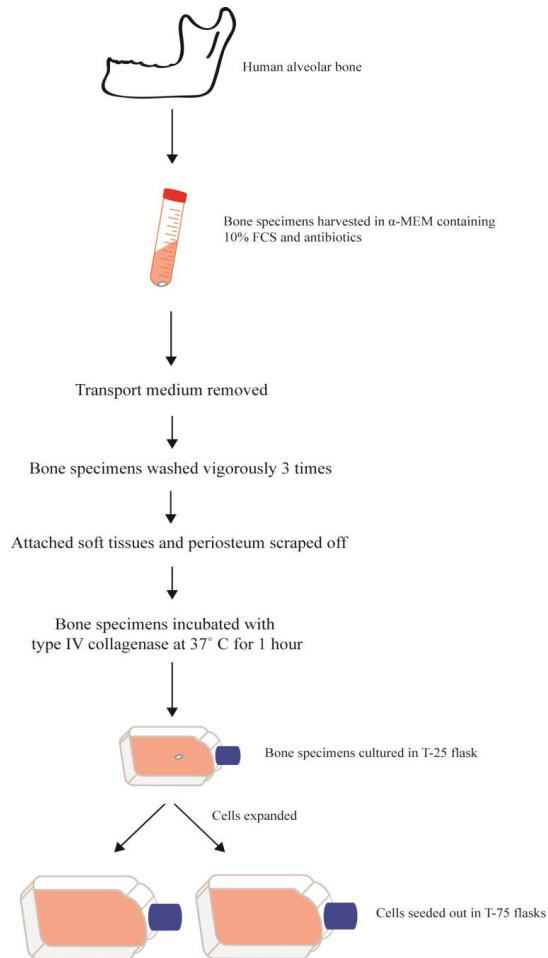 Human alveolar bone
Bone specimens harvested in α-MEM containing
10% FCS and antibiotics
Transport medium removed
Bone specimens washed vigorously 3 times
Attached soft tissues and periosteum scraped off
Bone specimens incubated with
type IV collagenase at 37˚ C for 1 hour
Bone specimens cultured in T-25 flask
Cells expanded
Cells seeded out in T-75 flasks